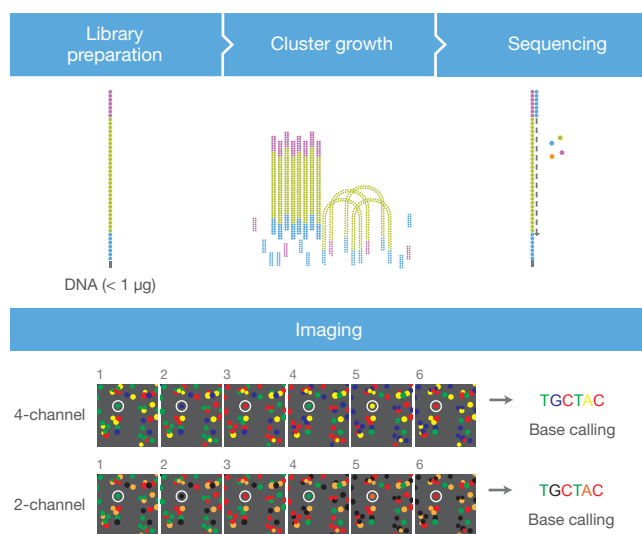 Library
preparation
Cluster growth
Sequencing
DNA (< 1 µg)
Imaging
1 2 3 4 5 6
4-channel
TGCTAC
Base calling
1 2 3 4 5 6
2-channel
TGCTAC
Base calling